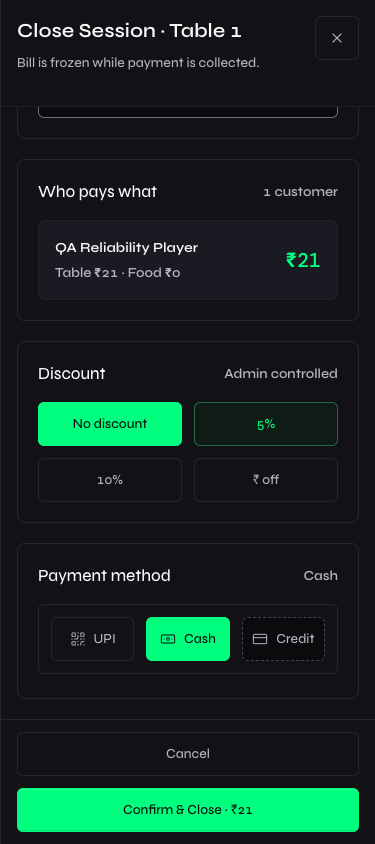 Close Session · Table 1
Bill is frozen while payment is collected.
Who pays what
1 customer
QA Reliability Player
₹21
Table ₹21 · Food ₹0
Discount
Admin controlled
No discount
5%
10%
₹ off
Payment method
Cash
UPI
Cash
Credit
Cancel
Confirm & Close · ₹21